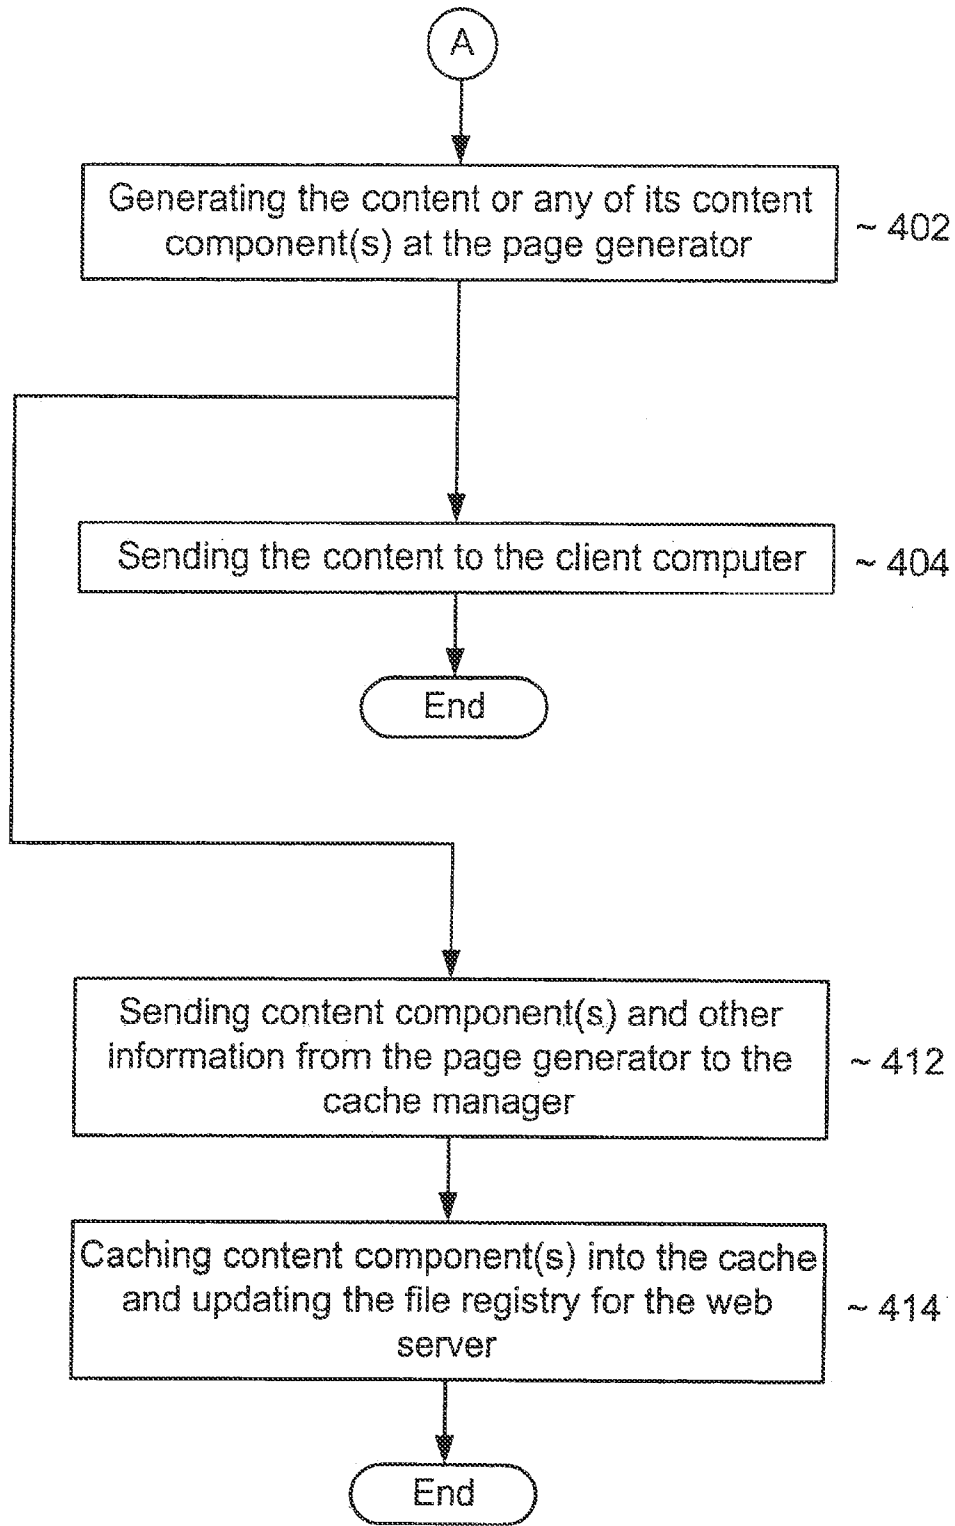 A
Generating the content or any of its content
component(s) at the page generator
~ 402
Sending the content to the client computer
~ 404
End
Sending content component(s) and other
information from the page generator to the
cache manager
~ 412
Caching content component(s) into the cache
and updating the file registry for the web
server
~ 414
End